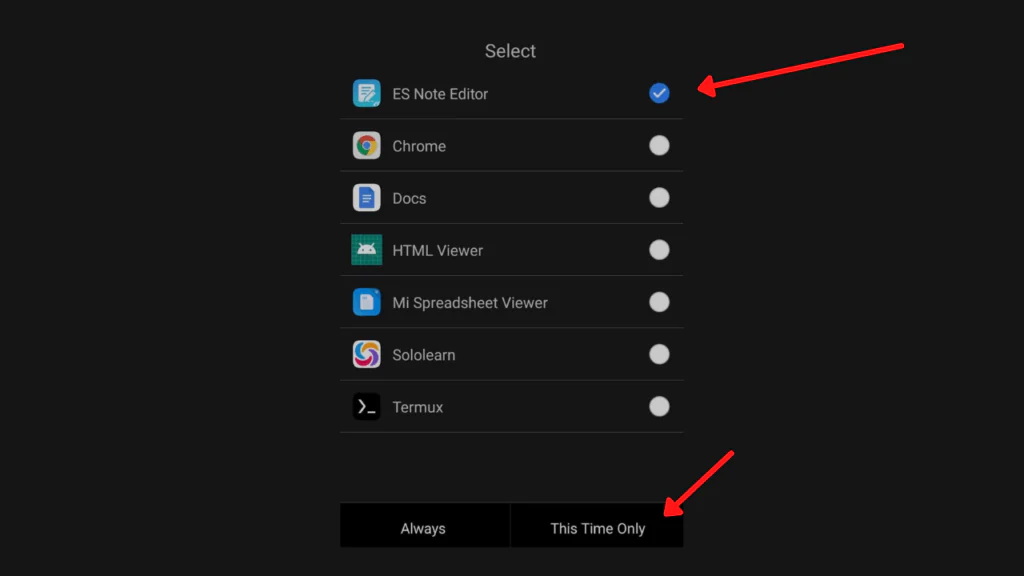 Select
ES Note Editor
Chrome
Docs
HTML Viewer
Mi Spreadsheet Viewer
Sololearn
Termux
Always
This Time Only